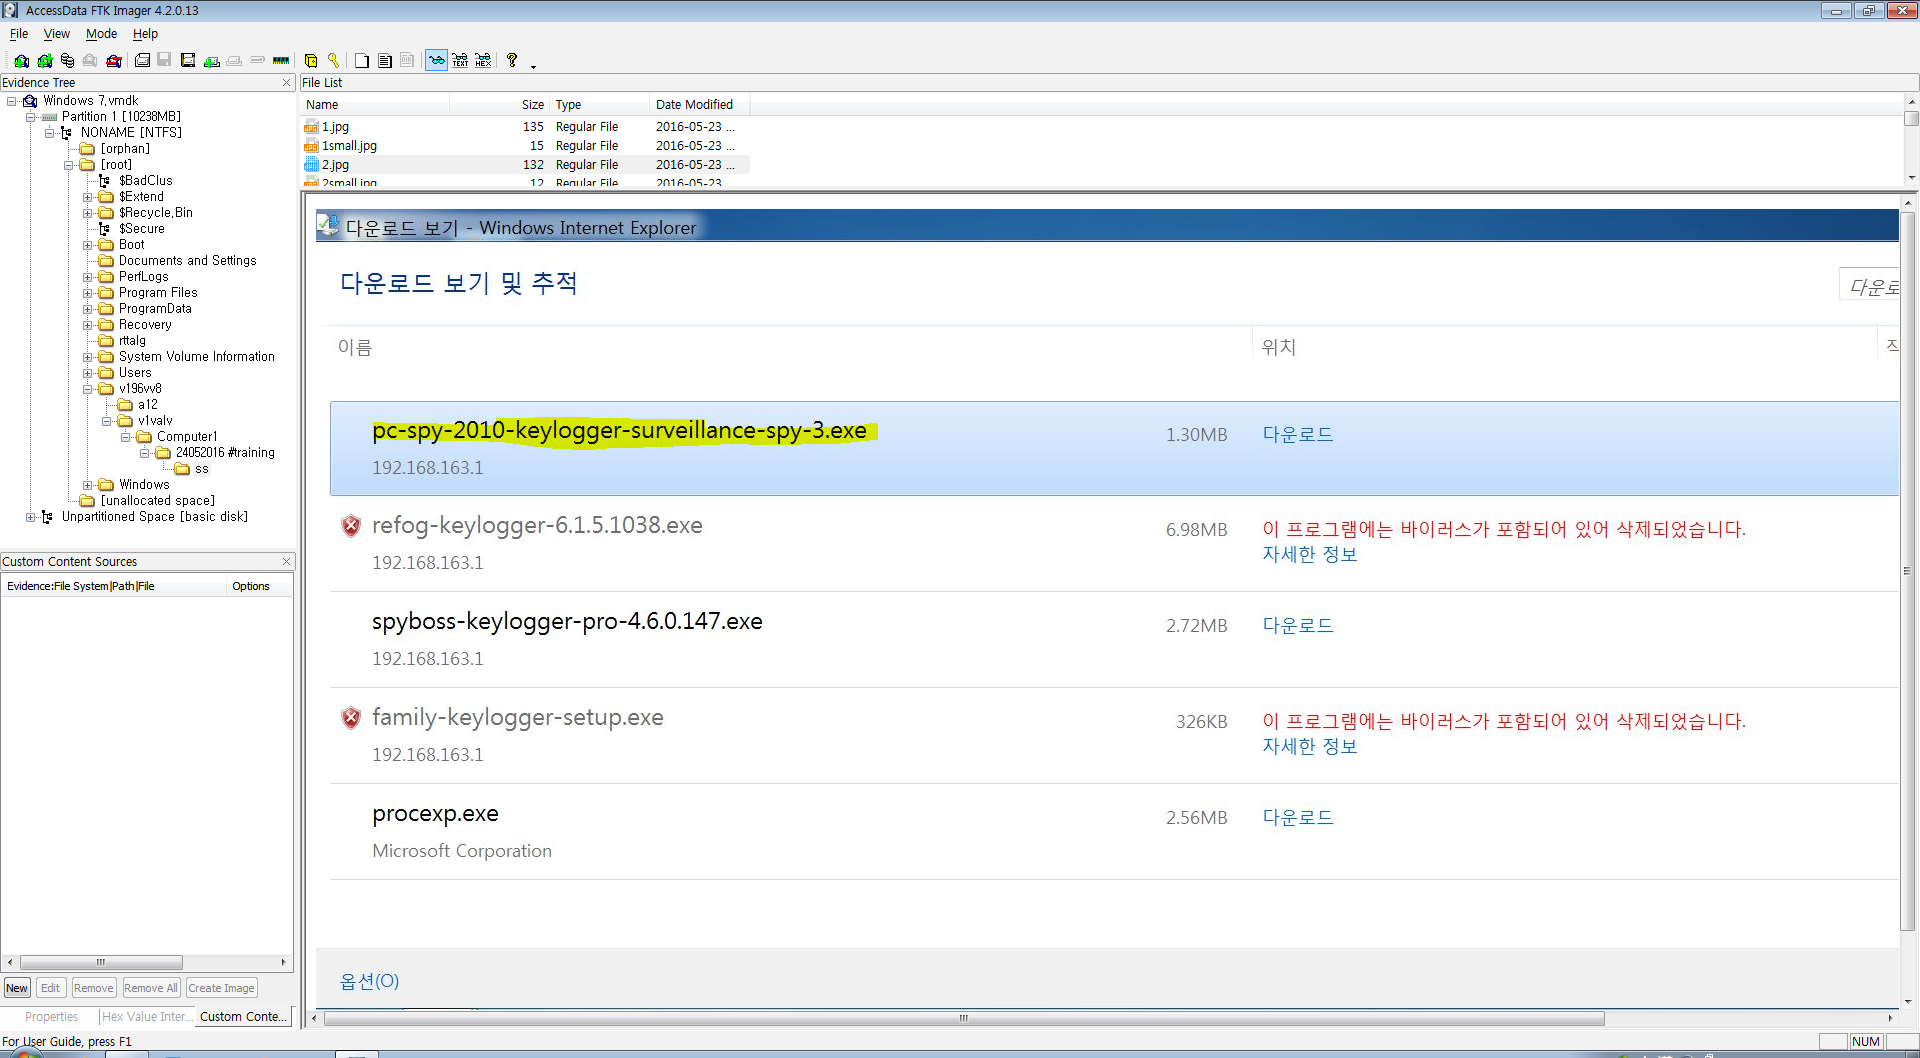 AccessData FTK Imager 4.2.0.13
File View Mode Help
Evidence Tree
Windows 7.vmdk
Partition 1 [10238MB]
NONAME [NTFS]
[orphan]
[root]
$BadClus
$Extend
$Recycle.Bin
$Secure
Boot
Documents and Settings
PerfLogs
Program Files
ProgramData
Recovery
rttalg
System Volume Information
Users
v196vv8
a12
v1valv
Computer1
24052016 #training
ss
Windows
[unallocated space]
Unpartitioned Space [basic disk]
Custom Content Sources
Evidence:File System|Path|File Options
New Edit Remove Remove All Create Image
Properties Hex Value Inter... Custom Conte...
For User Guide, press F1
File List
Name Size Type Date Modified
1.jpg 135 Regular File 2016-05-23 ...
1small.jpg 15 Regular File 2016-05-23 ...
2.jpg 132 Regular File 2016-05-23 ...
2small.jpg 12 Regular File 2016-05-23
다운로드 보기 - Windows Internet Explorer
다운로드 보기 및 추적
다운로
이름 위치
pc-spy-2010-keylogger-surveillance-spy-3.exe 1.30MB 다운로드
192.168.163.1
refog-keylogger-6.1.5.1038.exe 6.98MB 이 프로그램에는 바이러스가 포함되어 있어 삭제되었습니다.
자세한 정보
192.168.163.1
spyboss-keylogger-pro-4.6.0.147.exe 2.72MB 다운로드
192.168.163.1
family-keylogger-setup.exe 326KB 이 프로그램에는 바이러스가 포함되어 있어 삭제되었습니다.
자세한 정보
192.168.163.1
procexp.exe 2.56MB 다운로드
Microsoft Corporation
옵션(O)
NUM